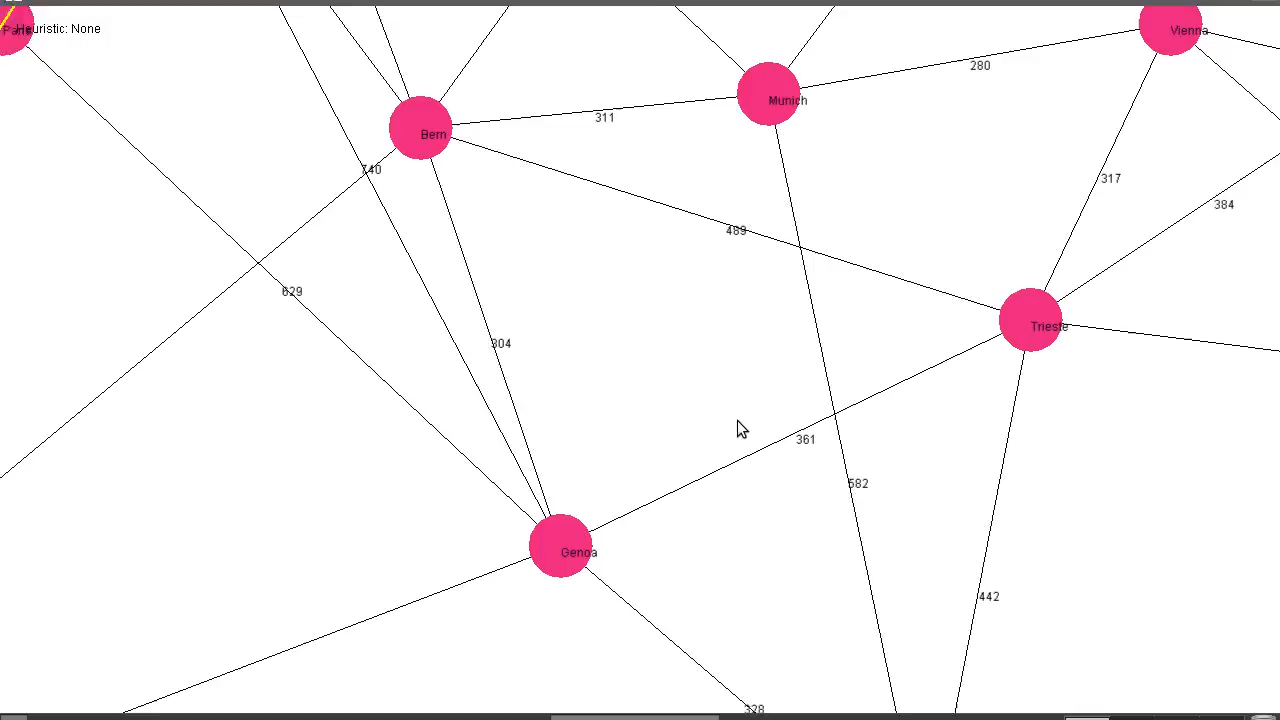 Heuristic: None
Paris
Vienna
280
Munich
311
Bern
740
317
384
489
629
Trieste
304
361
582
Genoa
442
328